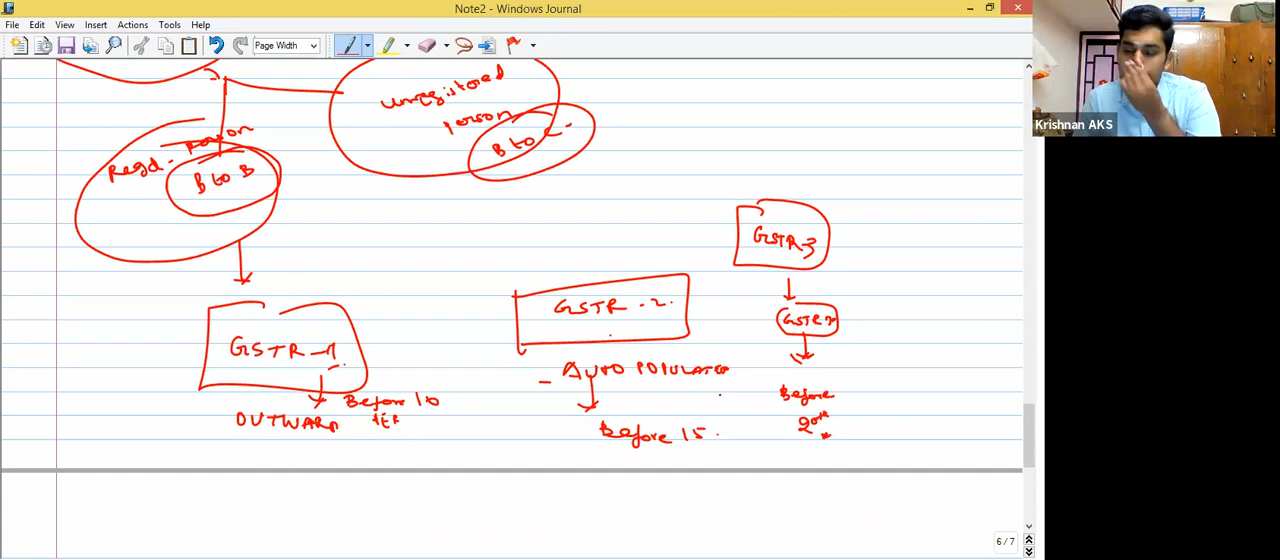 Note2 - Windows Journal
File Edit View Insert Actions Tools Help
Page Width
Krishnan AKS
unregistered
person
B to C
Regd. Person
B to B
GSTR-3
GSTR - 2.
GSTR-1
- AUTO POPULATED
Before 10
OUTWARD
Before 15.
Before
20th
6 / 7